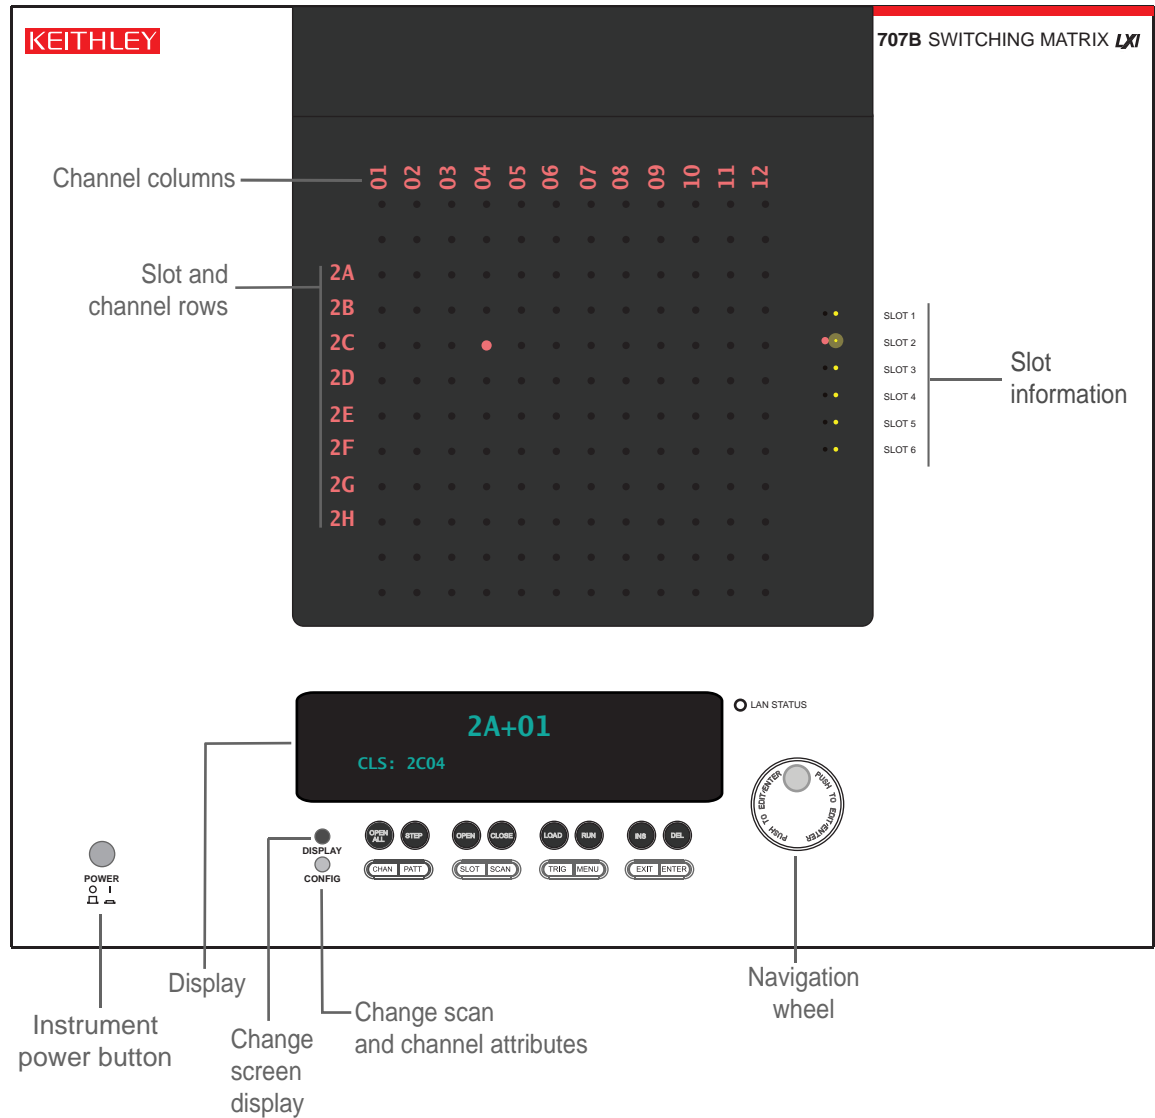 KEITHLEY
707B SWITCHING MATRIX LXI
Channel columns
01 02 03 04 05 06 07 08 09 10 11 12
Slot and
channel rows
2A
2B
2C
2D
2E
2F
2G
2H
SLOT 1
SLOT 2
SLOT 3
SLOT 4
SLOT 5
SLOT 6
Slot
information
2A+01
CLS: 2C04
LAN STATUS
PUSH TO EDIT/ENTER
PUSH TO EDIT/ENTER
OPEN
ALL
STEP
OPEN
CLOSE
LOAD
RUN
INS
DEL
DISPLAY
CONFIG
CHAN
PATT
SLOT
SCAN
TRIG
MENU
EXIT
ENTER
POWER
Display
Instrument
power button
Change
screen
display
Change scan
and channel attributes
Navigation
wheel